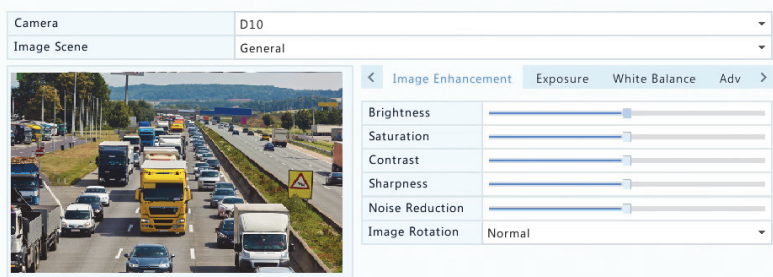 Camera
D10
Image Scene
General
< Image Enhancement Exposure White Balance Adv >
Brightness
Saturation
Contrast
Sharpness
Noise Reduction
Image Rotation
Normal